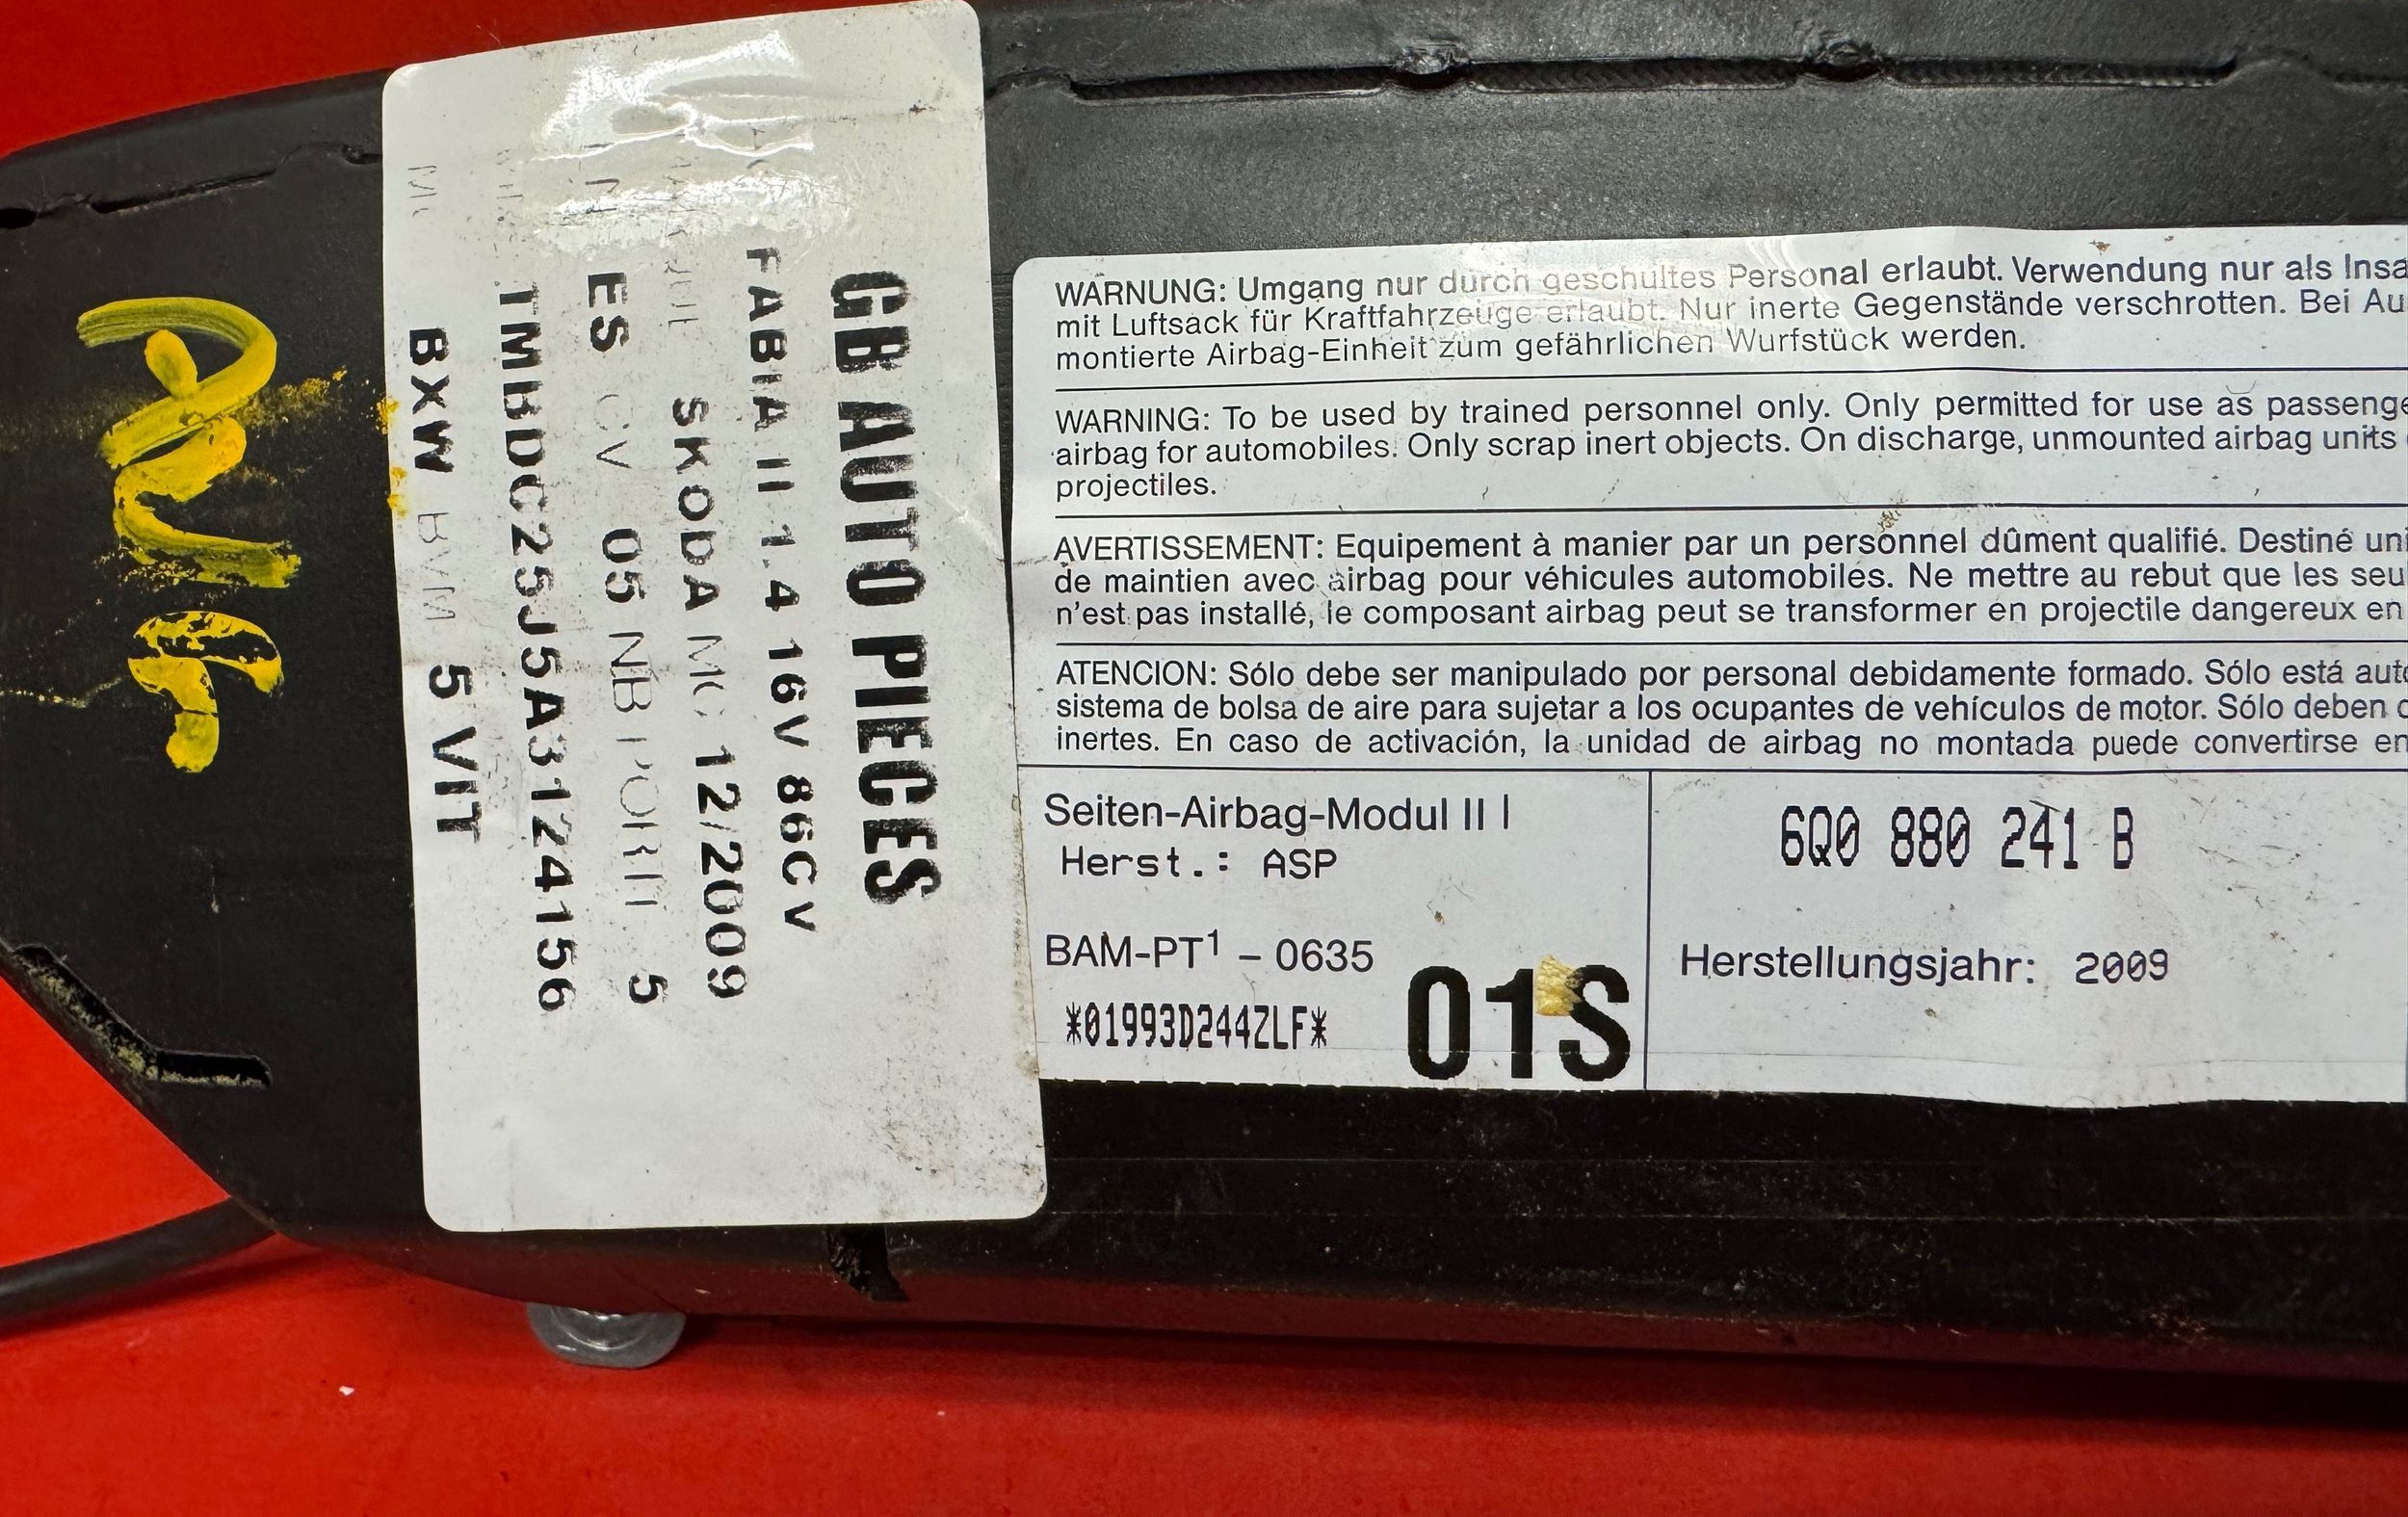 GB AUTO PIECES
FABIA II 1.4 16V 86CV
SKODA 12/2009
ES CV 05 NB PORTE 5
TMBDC25J5A3124156
BXW BVM 5 VIT
WARNUNG: Umgang nur durch geschultes Personal erlaubt. Verwendung nur als Insa
mit Luftsack für Kraftfahrzeuge erlaubt. Nur inerte Gegenstände verschrotten. Bei Au
montierte Airbag-Einheit zum gefährlichen Wurfstück werden.
WARNING: To be used by trained personnel only. Only permitted for use as passenge
airbag for automobiles. Only scrap inert objects. On discharge, unmounted airbag units
projectiles.
AVERTISSEMENT: Equipement à manier par un personnel dûment qualifié. Destiné uni
de maintien avec airbag pour véhicules automobiles. Ne mettre au rebut que les seu
n'est pas installé, le composant airbag peut se transformer en projectile dangereux en
ATENCION: Sólo debe ser manipulado por personal debidamente formado. Sólo está auto
sistema de bolsa de aire para sujetar a los ocupantes de vehículos de motor. Sólo deben
inertes. En caso de activación, la unidad de airbag no montada puede convertirse en
Seiten-Airbag-Modul II I
Herst.: ASP
BAM-PT1 – 0635
*01993D244ZLF*
01S
6Q0 880 241 B
Herstellungsjahr: 2009